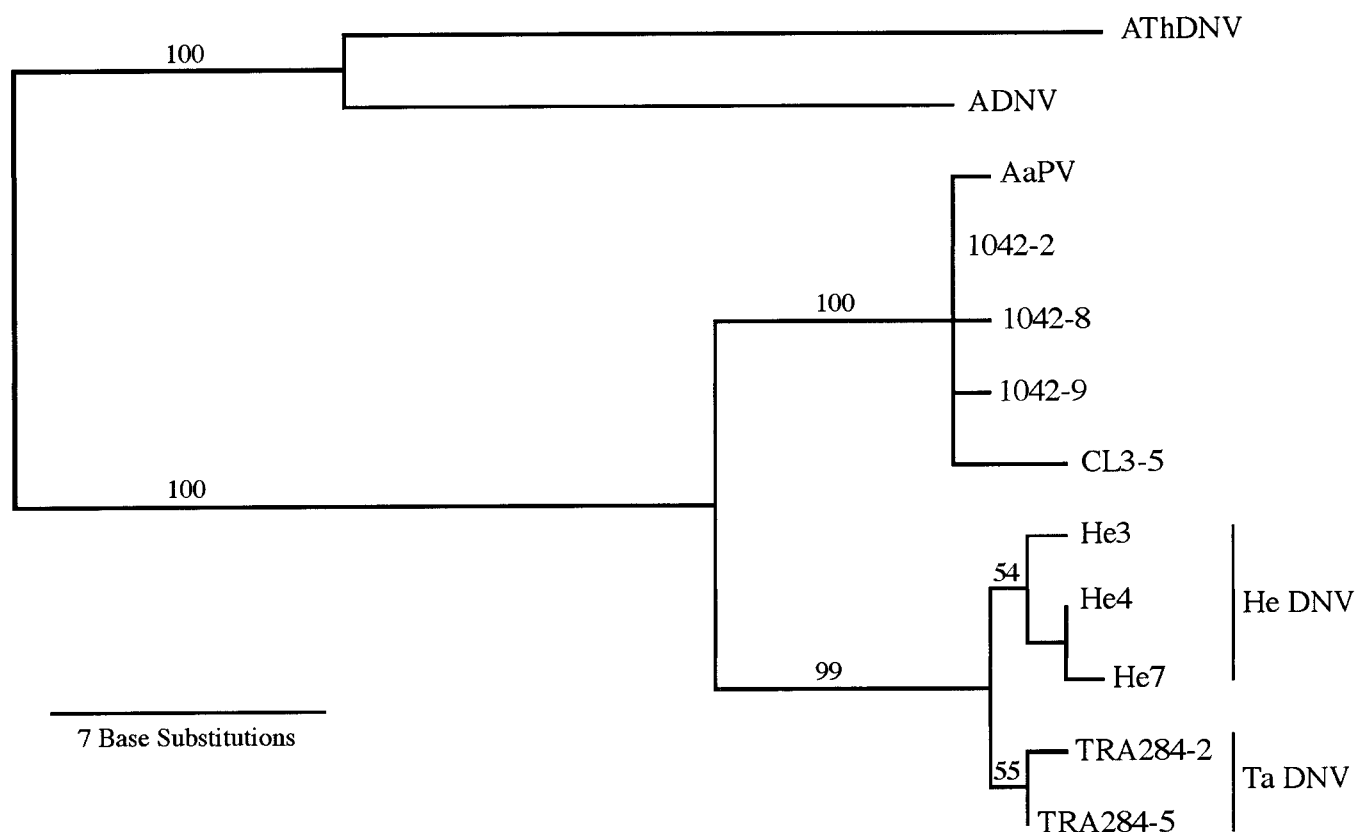 100
AThDNV
ADNV
AaPV
1042-2
100
1042-8
1042-9
CL3-5
100
He3
54
He4
He DNV
He7
99
7 Base Substitutions
TRA284-2
55
Ta DNV
TRA284-5